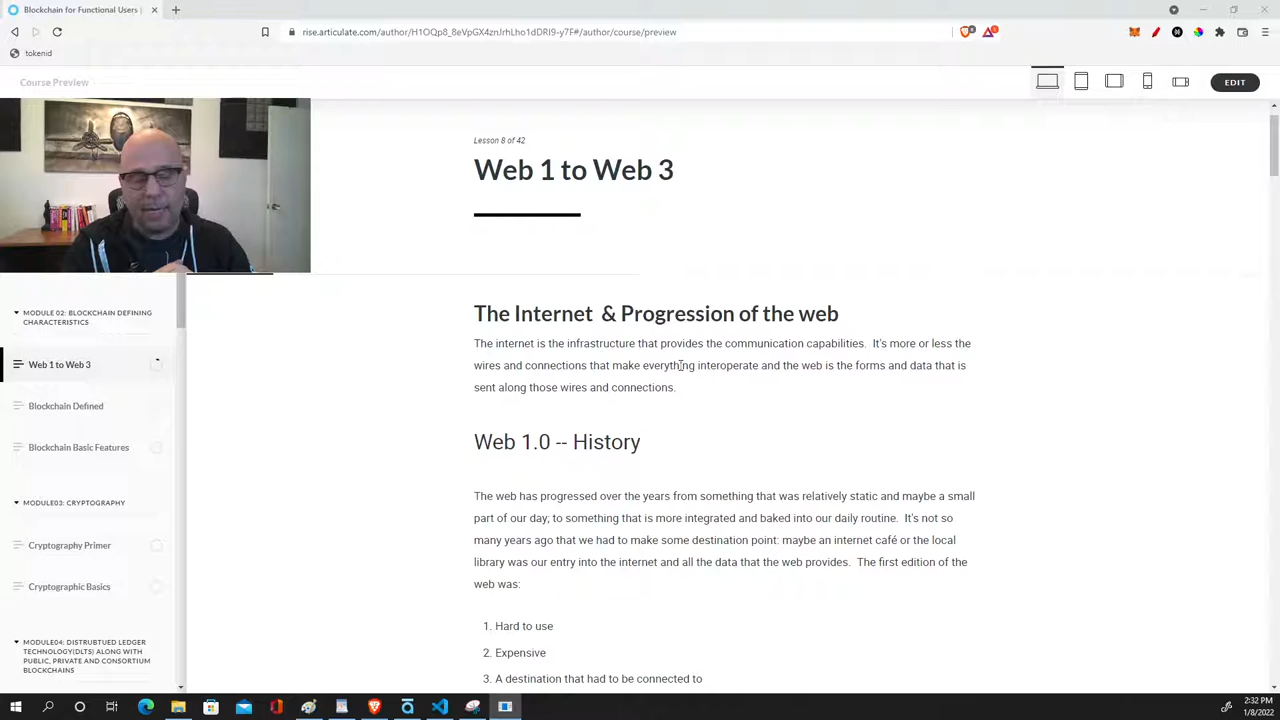 Blockchain for Functional Users |
rise.articulate.com/author/H1OQp8_8eVpGX4znJrhLho1dDRI9-y7F#/author/course/preview
tokenid
Course Preview
EDIT
Lesson 8 of 42
Web 1 to Web 3
MODULE 02: BLOCKCHAIN DEFINING
CHARACTERISTICS
Web 1 to Web 3
Blockchain Defined
Blockchain Basic Features
MODULE03: CRYPTOGRAPHY
Cryptography Primer
Cryptographic Basics
MODULE04: DISTRUBTUED LEDGER
TECHNOLOGY(DLTS) ALONG WITH
PUBLIC, PRIVATE AND CONSORTIUM
BLOCKCHAINS
The Internet & Progression of the web
The internet is the infrastructure that provides the communication capabilities. It's more or less the
wires and connections that make everything interoperate and the web is the forms and data that is
sent along those wires and connections.
Web 1.0 -- History
The web has progressed over the years from something that was relatively static and maybe a small
part of our day; to something that is more integrated and baked into our daily routine. It's not so
many years ago that we had to make some destination point: maybe an internet café or the local
library was our entry into the internet and all the data that the web provides. The first edition of the
web was:
1. Hard to use
2. Expensive
3. A destination that had to be connected to
2:32 PM
1/8/2022